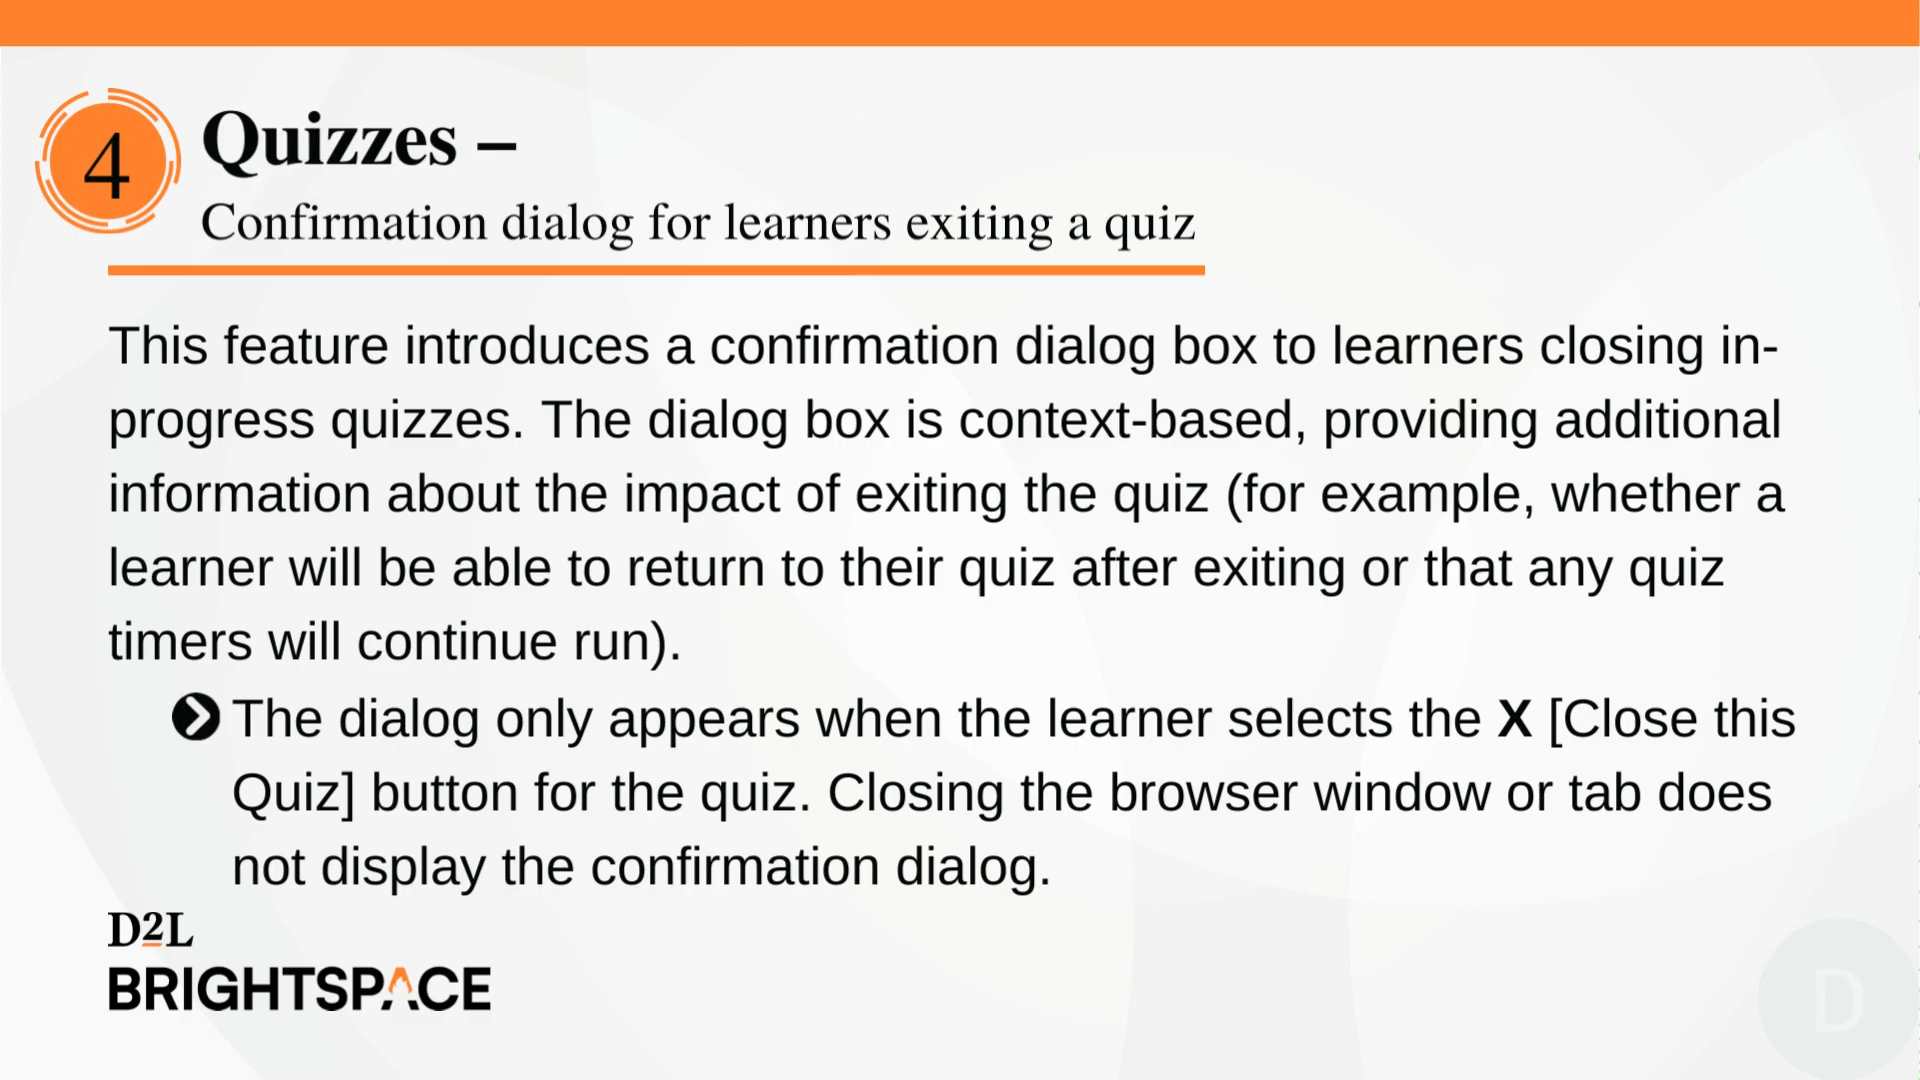 4
Quizzes –
Confirmation dialog for learners exiting a quiz
This feature introduces a confirmation dialog box to learners closing in-
progress quizzes. The dialog box is context-based, providing additional
information about the impact of exiting the quiz (for example, whether a
learner will be able to return to their quiz after exiting or that any quiz
timers will continue run).
The dialog only appears when the learner selects the X [Close this
Quiz] button for the quiz. Closing the browser window or tab does
not display the confirmation dialog.
D2L
BRIGHTSPACE
D